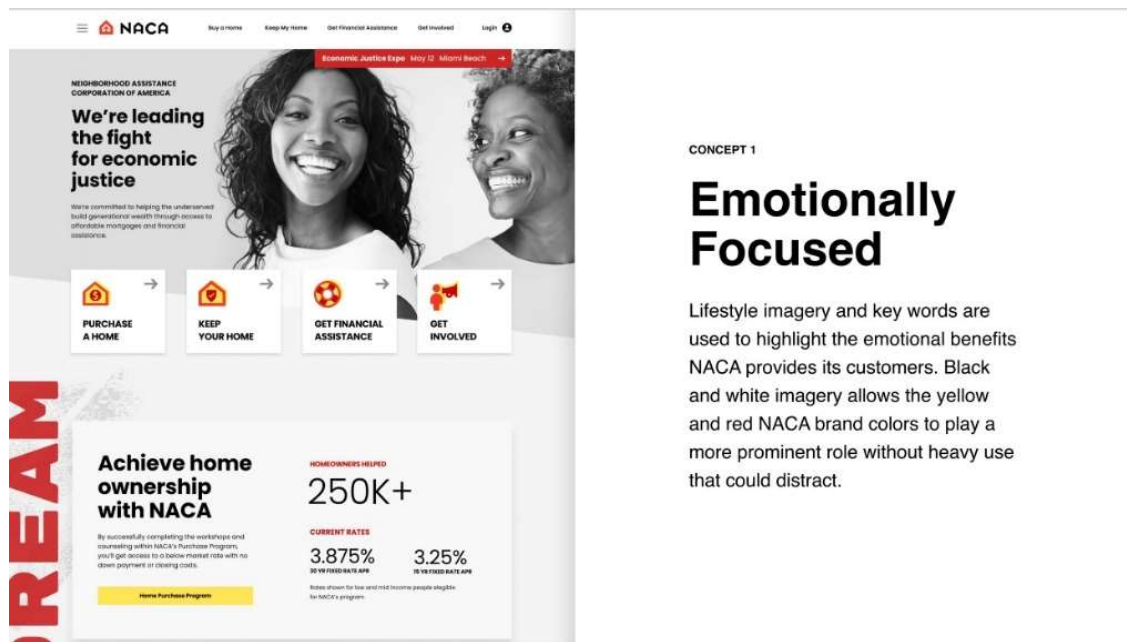 NACA
Buy a Home
Keep My Home
Get Financial Assistance
Get Involved
Login
Economic Justice Expo May 12 Miami Beach
NEIGHBORHOOD ASSISTANCE
CORPORATION OF AMERICA
We're leading
the fight
for economic
justice
We're committed to helping the underserved
build generational wealth through access to
affordable mortgages and financial
assistance.
PURCHASE
A HOME
KEEP
YOUR HOME
GET FINANCIAL
ASSISTANCE
GET
INVOLVED
DREAM
Achieve home
ownership
with NACA
By successfully completing the workshops and
counseling within NACA's Purchase Program,
you'll get access to a below market rate with no
down payment or closing costs.
Home Purchase Program
HOMEOWNERS HELPED
250K+
CURRENT RATES
3.875%
30 YR FIXED RATE APR
3.25%
15 YR FIXED RATE APR
Rates shown for low and mid income people elegible
for NACA's program
CONCEPT 1
Emotionally
Focused
Lifestyle imagery and key words are
used to highlight the emotional benefits
NACA provides its customers. Black
and white imagery allows the yellow
and red NACA brand colors to play a
more prominent role without heavy use
that could distract.